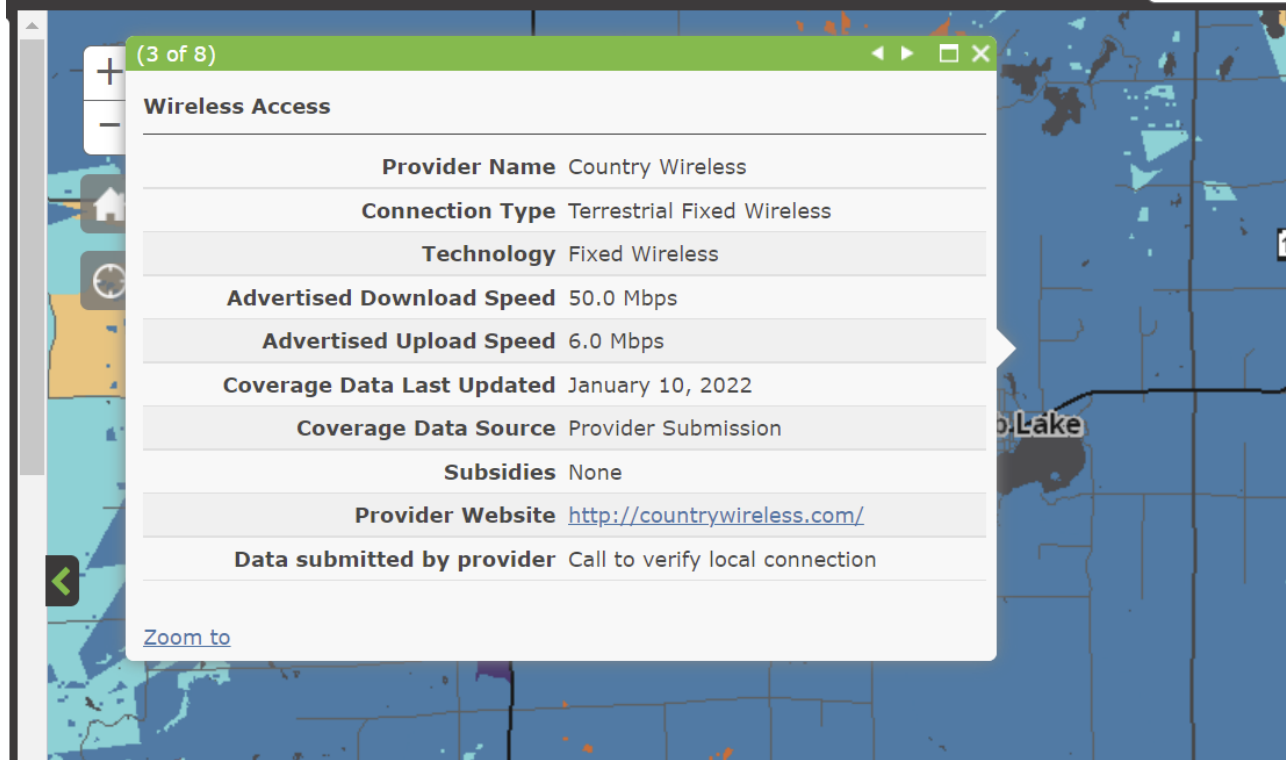 (3 of 8)
Wireless Access
Provider Name Country Wireless
Connection Type Terrestrial Fixed Wireless
Technology Fixed Wireless
Advertised Download Speed 50.0 Mbps
Advertised Upload Speed 6.0 Mbps
Coverage Data Last Updated January 10, 2022
Coverage Data Source Provider Submission
Subsidies None
Provider Website http://countrywireless.com/
Data submitted by provider Call to verify local connection
Zoom to
Lake